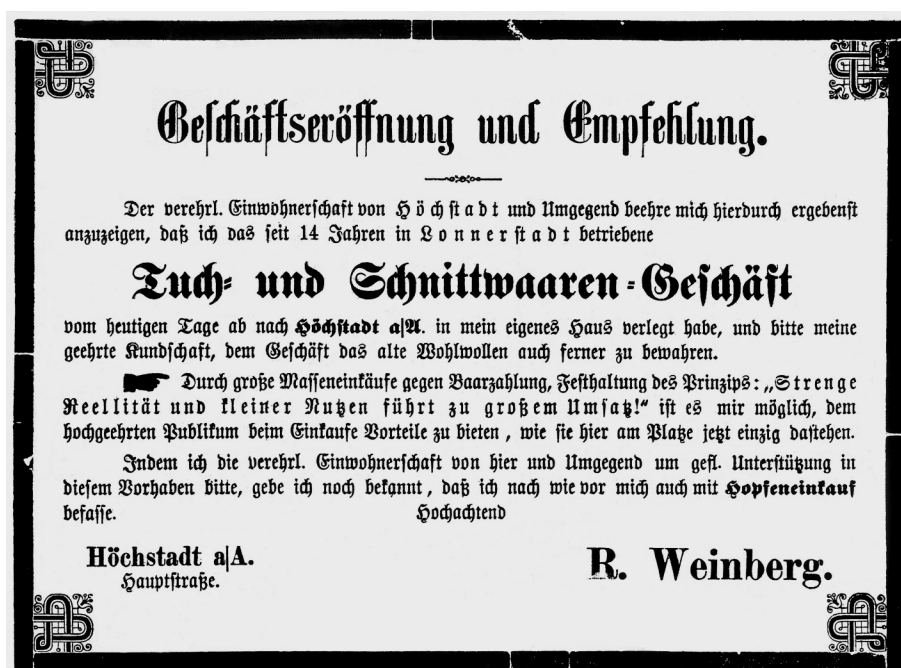 Geschäftseröffnung und Empfehlung.
Der verehrl. Einwohnerschaft von Höchstadt und Umgegend beehre mich hierdurch ergebenst
anzuzeigen, daß ich das seit 14 Jahren in Lonnerstadt betriebene
Tuch- und Schnittwaaren-Geschäft
vom heutigen Tage ab nach Höchstadt a|A. in mein eigenes Haus verlegt habe, und bitte meine
geehrte Kundschaft, dem Geschäft das alte Wohlwollen auch ferner zu bewahren.
Durch große Masseneinkäufe gegen Baarzahlung, Festhaltung des Prinzips: „Strenge
Reellität und kleiner Nutzen führt zu großem Umsatz!“ ist es mir möglich, dem
hochgeehrten Publikum beim Einkaufe Vorteile zu bieten, wie sie hier am Platze jetzt einzig dastehen.
Indem ich die verehrl. Einwohnerschaft von hier und Umgegend um gefl. Unterstützung in
diesem Vorhaben bitte, gebe ich noch bekannt, daß ich nach wie vor mich auch mit Hopfeneinkauf
befasse. Hochachtend
Höchstadt a|A.
Hauptstraße.
R. Weinberg.